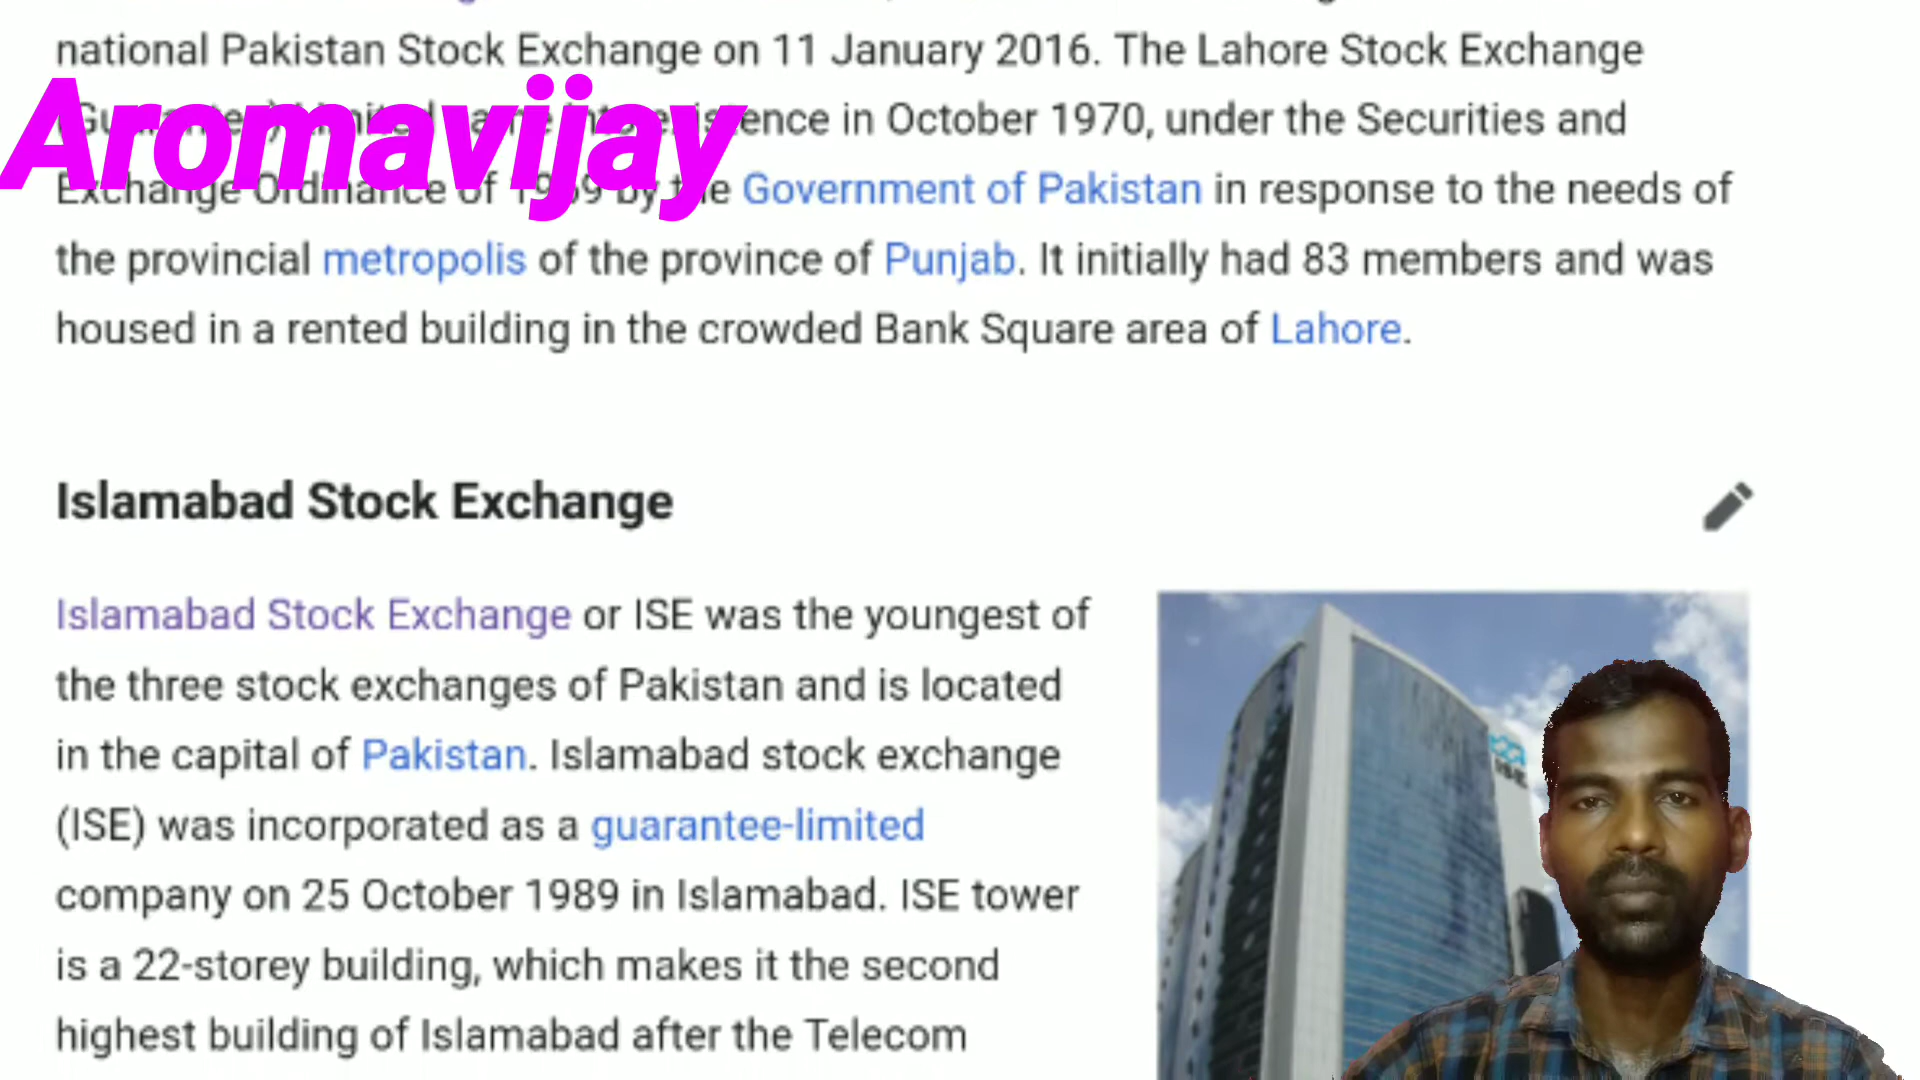 national Pakistan Stock Exchange on 11 January 2016. The Lahore Stock Exchange
Aromavijay
in October 1970, under the Securities and
Exchange Ordinance of by Government of Pakistan in response to the needs of
the provincial metropolis of the province of Punjab. It initially had 83 members and was
housed in a rented building in the crowded Bank Square area of Lahore.
Islamabad Stock Exchange
Islamabad Stock Exchange or ISE was the youngest of
the three stock exchanges of Pakistan and is located
in the capital of Pakistan. Islamabad stock exchange
(ISE) was incorporated as a guarantee-limited
company on 25 October 1989 in Islamabad. ISE tower
is a 22-storey building, which makes it the second
highest building of Islamabad after the Telecom
ISE